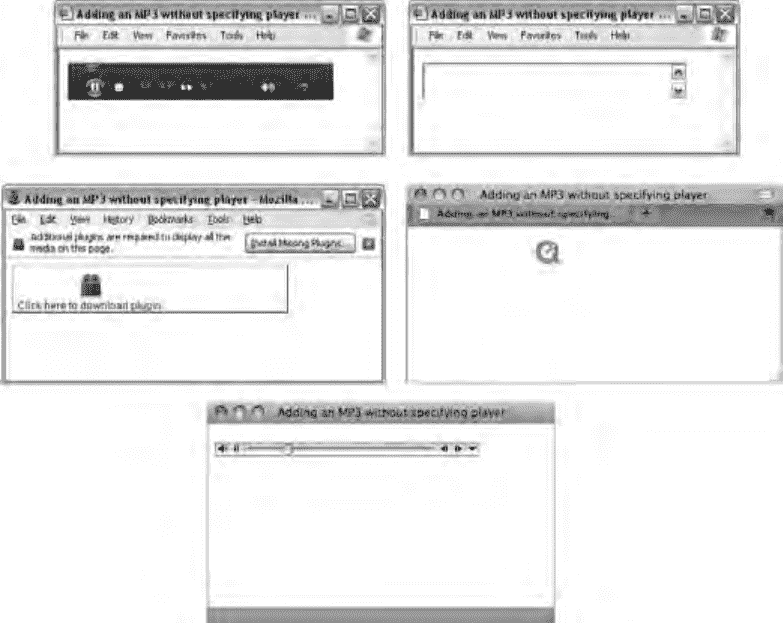 Adding an MP3 without specifying player ...
File Edit View Favorites Tools Help
Adding an MP3 without specifying player ...
File Edit View Favorites Tools Help
Adding an MP3 without specifying player - Mozilla ...
File Edit View History Bookmarks Tools Help
Additional plugins are required to display all the
media on this page.
Install Missing Plugins...
Click here to download plugin.
Adding an MP3 without specifying player
Adding an MP3 without specifying...
Adding an MP3 without specifying player